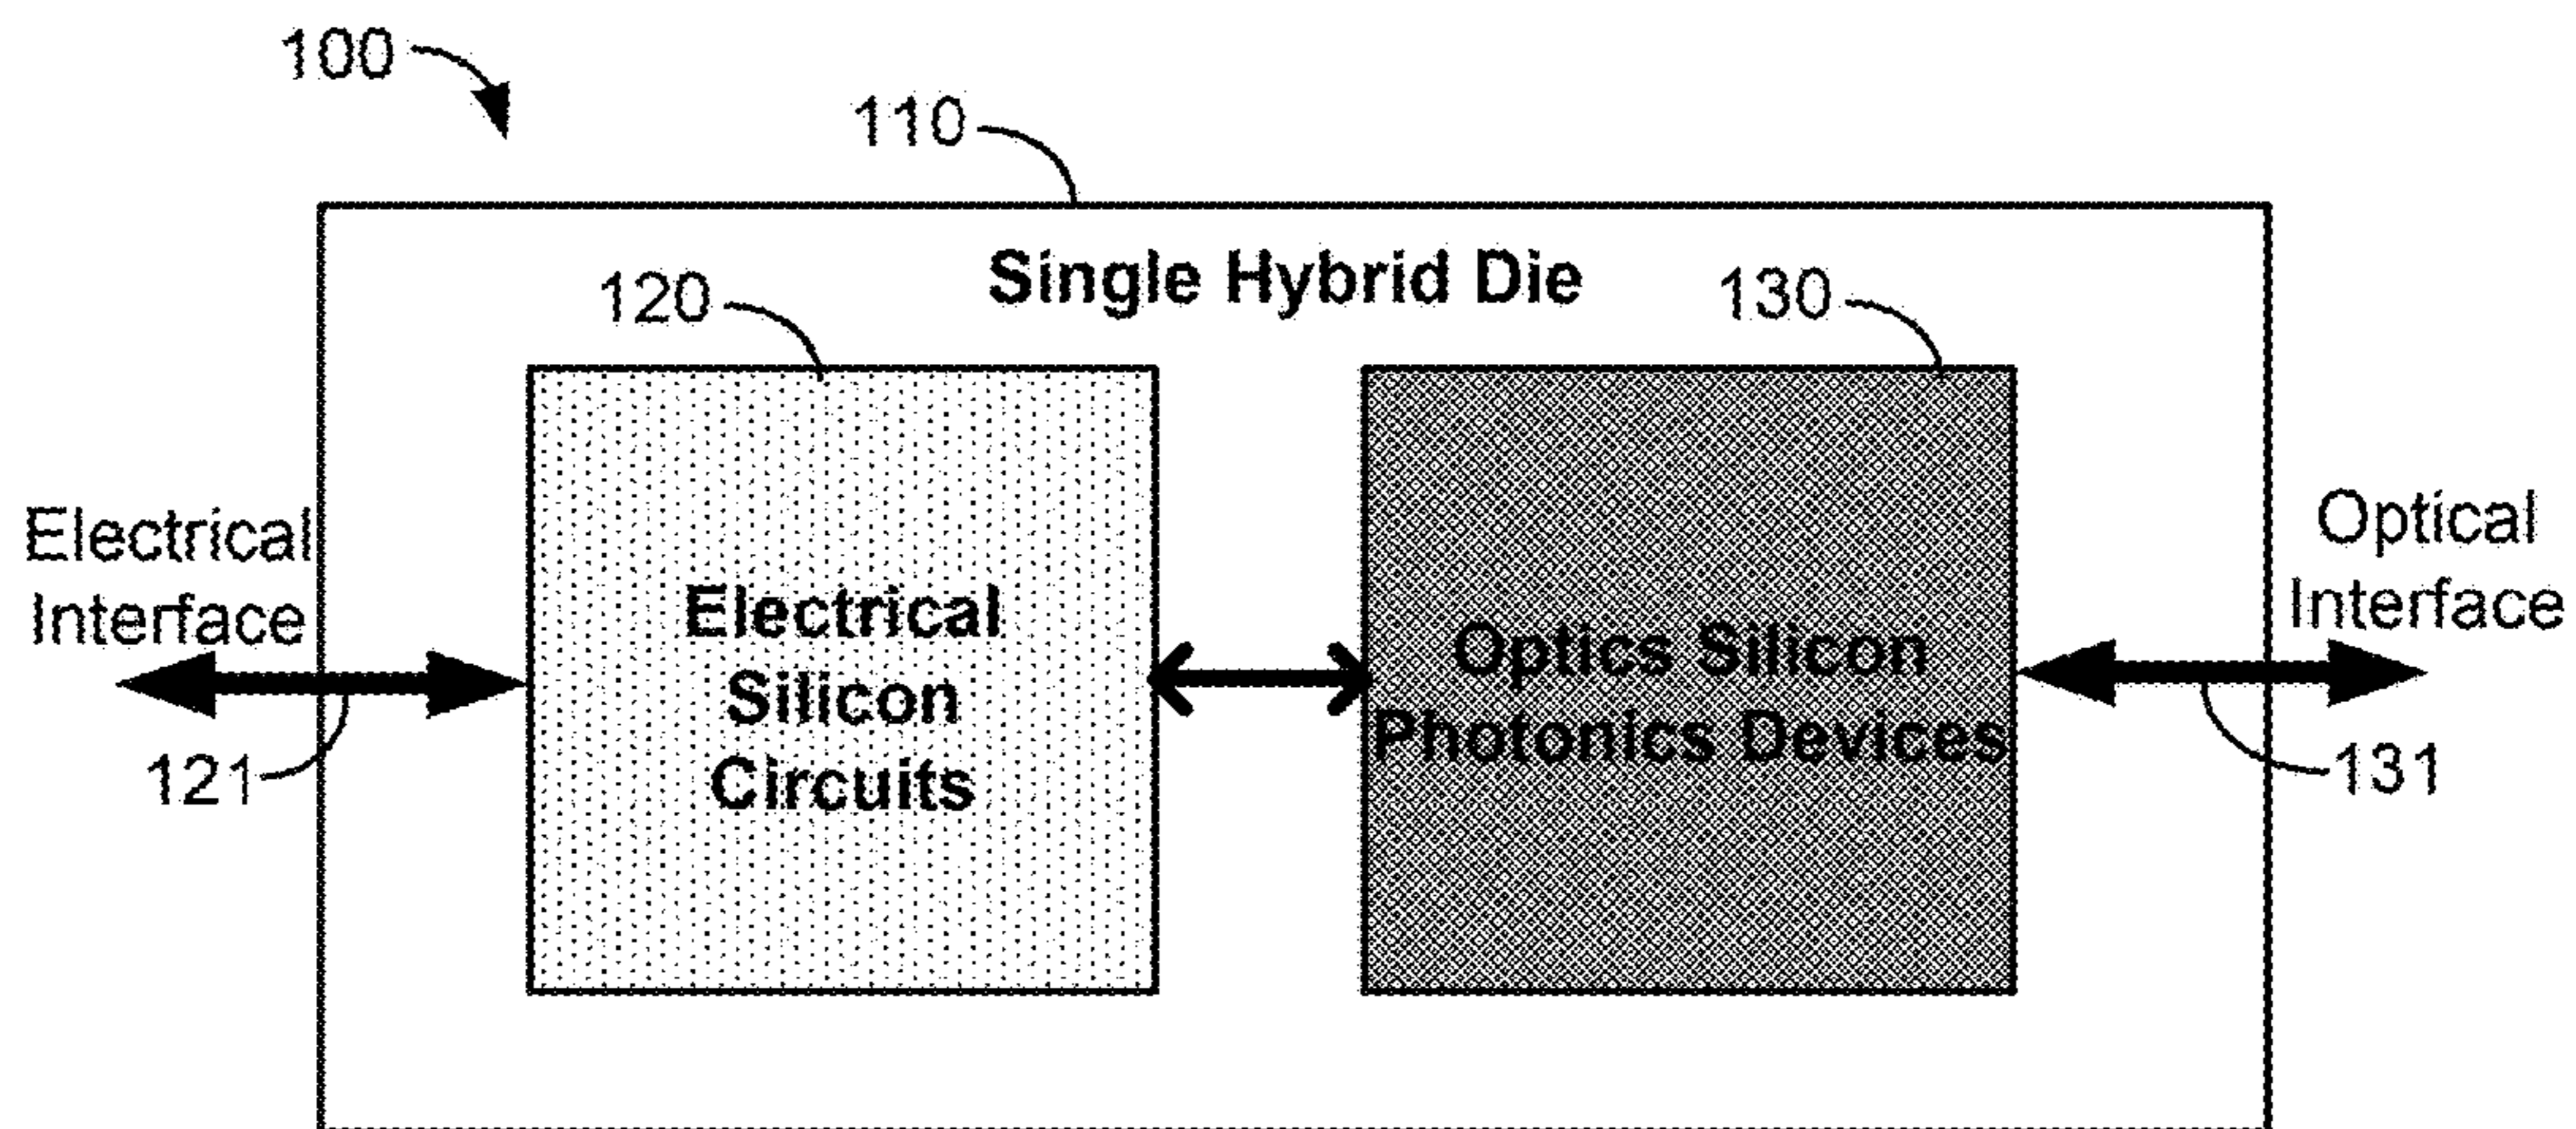 100
110
Single Hybrid Die
120
130
Electrical
Interface
Optical
Interface
Electrical
Silicon
Circuits
Optics Silicon
Photonics Devices
121
131